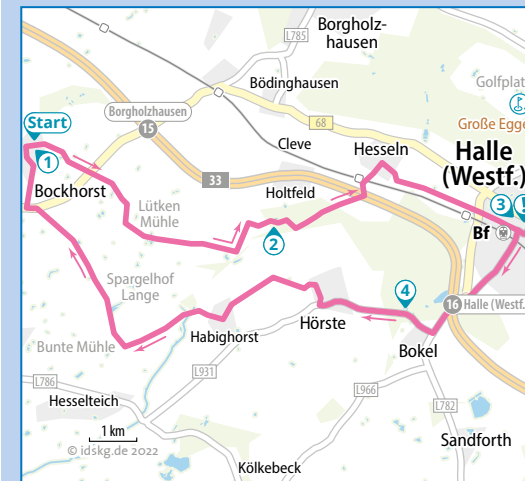 Borgholz-
hausen
L785
Golfplat
Bödinghausen
Borgholzhausen
Große Egge
Start
15
68
Cleve
Hesseln
Halle
(Westf.)
1
33
Bockhorst
Holtfeld
Lütken
Mühle
3
Bf
2
Spargelhof
Lange
4
16
Halle (Westf.
Habighorst
Hörste
Bunte Mühle
Bokel
L786
L931
L966
Hesselteich
L782
1 km
© idskg.de 2022
Sandforth
Kölkebeck